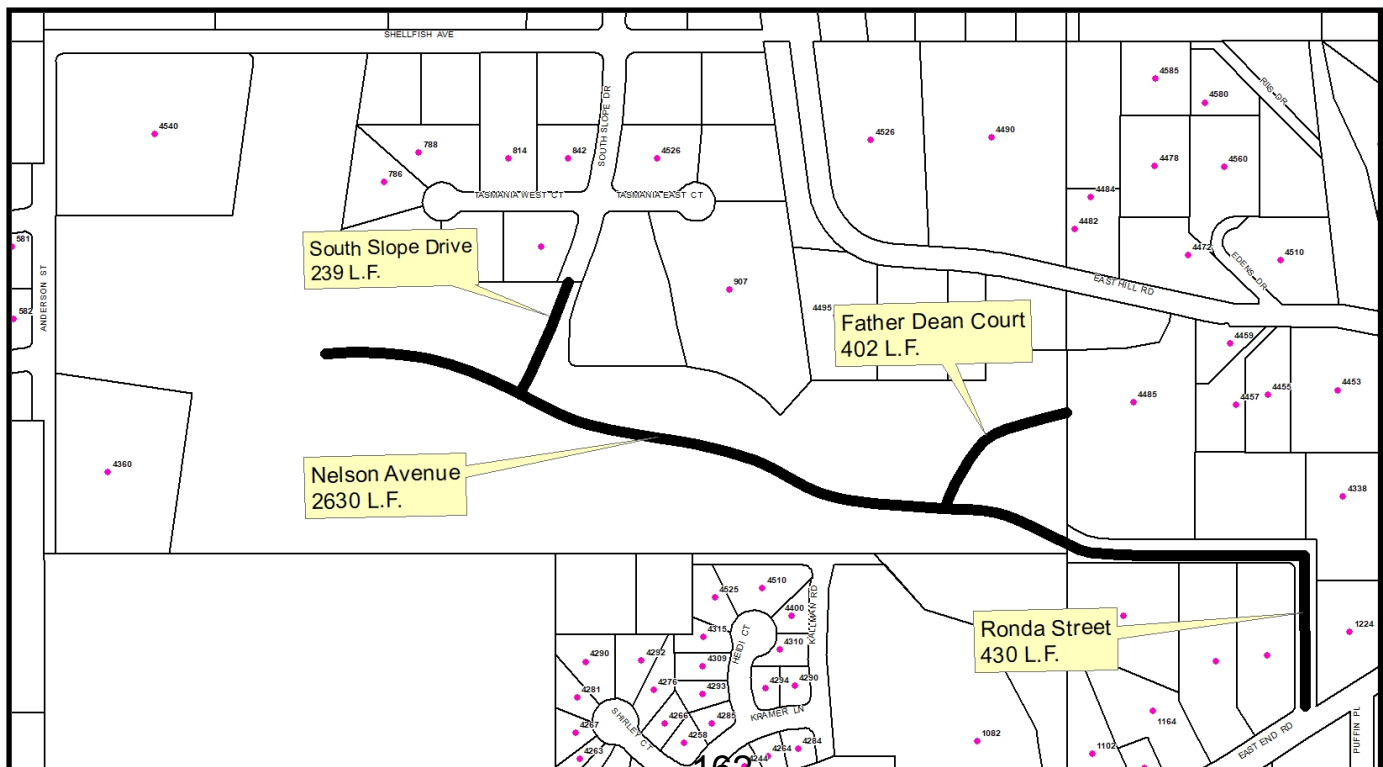 SHELLFISH AVE
4585
RIIS DR
4580
4540
SOUTH SLOPE DR
4526
4490
788
814
842
4526
4478
4560
786
TASMANIA WEST CT
TASMANIA EAST CT
4484
4482
581
South Slope Drive
239 L.F.
4472
EDENS DR
4510
ANDERSON ST
907
EAST HILL RD
582
4495
Father Dean Court
402 L.F.
4459
4485
4457
4455
4453
4360
Nelson Avenue
2630 L.F.
4338
4525
4510
KALLMAN RD
4400
Ronda Street
430 L.F.
1224
4315
HEIDI CT
4310
4290
4292
4309
4281
4276
4293
4294
4290
4267
SHIRLEY CT
4266
4285
KRAMER LN
1164
PUFFIN PL
4258
4284
1082
EAST END RD
4263
4264
1102
4244
162